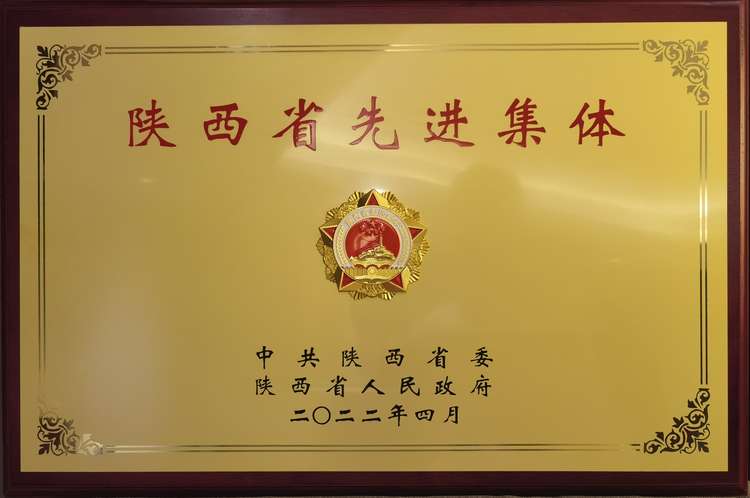 陕西省先进集体
中共陕西省委
陕西省人民政府
二〇二二年四月